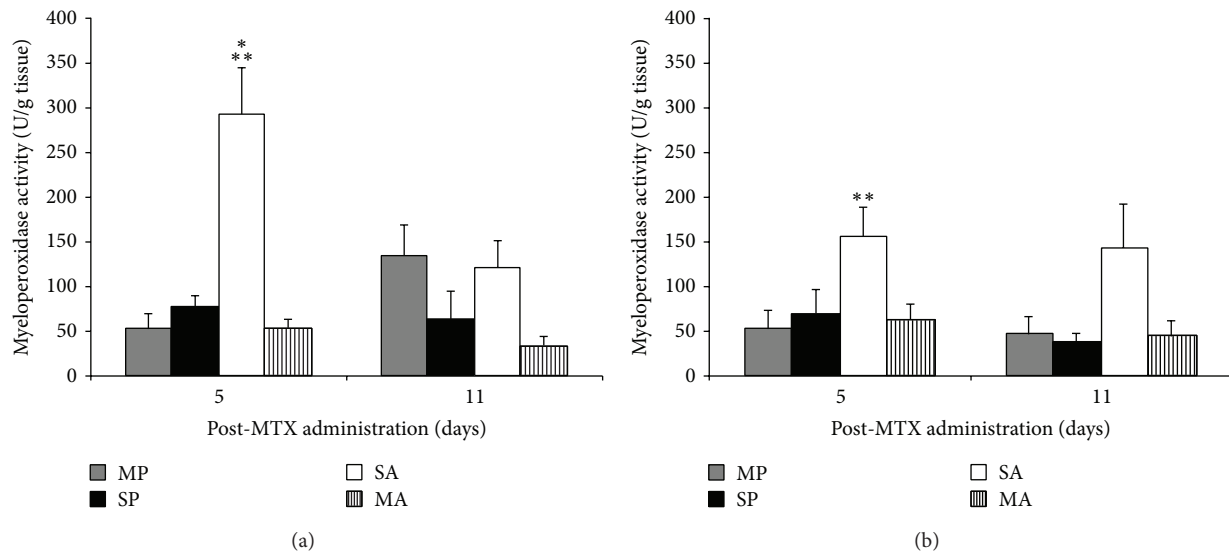 Myeloperoxidase activity (U/g tissue)
400
350
300
250
200
150
100
50
0
*
**
5
11
Post-MTX administration (days)
MP
SA
SP
MA
(a)
Myeloperoxidase activity (U/g tissue)
400
350
300
250
200
150
100
50
0
**
5
11
Post-MTX administration (days)
MP
SA
SP
MA
(b)